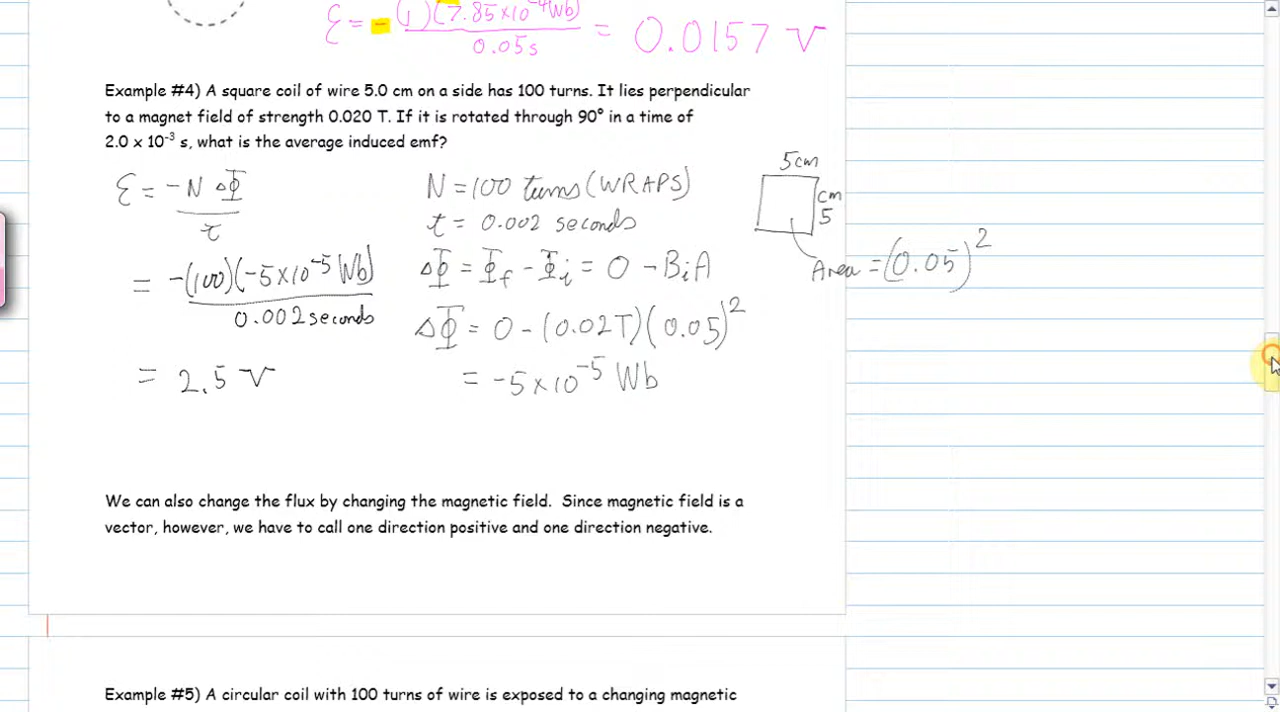 ε = -(1)(7.85×10⁻⁴Wb)
0.05s
= 0.0157 V
Example #4) A square coil of wire 5.0 cm on a side has 100 turns. It lies perpendicular
to a magnet field of strength 0.020 T. If it is rotated through 90° in a time of
2.0 x 10⁻³ s, what is the average induced emf?
ε = -N ΔΦ
t
= -(100)(-5×10⁻⁵ Wb)
0.002 seconds
= 2.5 V
N = 100 turns (WRAPS)
t = 0.002 seconds
ΔΦ = Φf - Φi = 0 - BiA
ΔΦ = 0 - (0.02T)(0.05)²
= -5×10⁻⁵ Wb
5cm
cm
5
Area = (0.05)²
We can also change the flux by changing the magnetic field. Since magnetic field is a
vector, however, we have to call one direction positive and one direction negative.
Example #5) A circular coil with 100 turns of wire is exposed to a changing magnetic